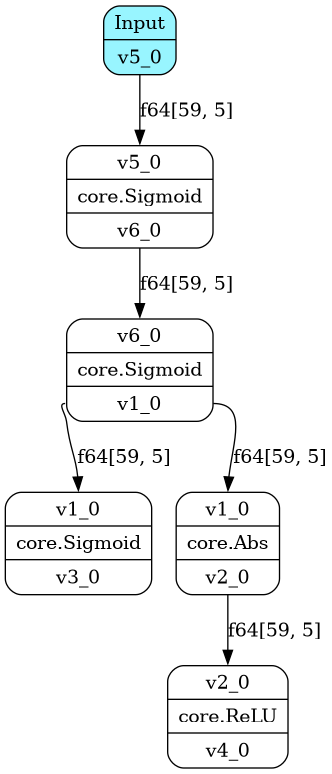 Input
v5_0
f64[59, 5]
v5_0
core.Sigmoid
v6_0
f64[59, 5]
v6_0
core.Sigmoid
v1_0
f64[59, 5]
f64[59, 5]
v1_0
core.Sigmoid
v3_0
v1_0
core.Abs
v2_0
f64[59, 5]
v2_0
core.ReLU
v4_0